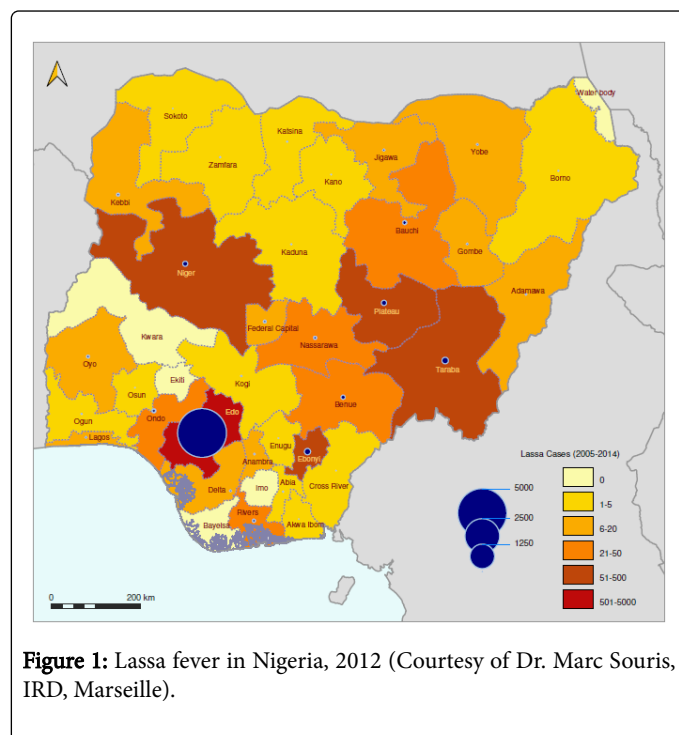 Water body
Sokoto
Katsina
Jigawa
Yobe
Zamfara
Kano
Borno
Kebbi
Bauchi
Gombe
Kaduna
Niger
Adamawa
Plateau
Federal Capital
Kwara
Nassarawa
Oyo
Taraba
Ekiti
Kogi
Osun
Benue
Ondo
Edo
Ogun
Lagos
Enugu
Anambra
Ebonyi
Lassa Cases (2005-2014)
Delta
Imo
Abia
Cross River
Rivers
Bayelsa
Akwa Ibom
5000
2500
1250
0
1-5
6-20
21-50
51-500
501-5000
0 200 km
Figure 1: Lassa fever in Nigeria, 2012 (Courtesy of Dr. Marc Souris,
IRD, Marseille).